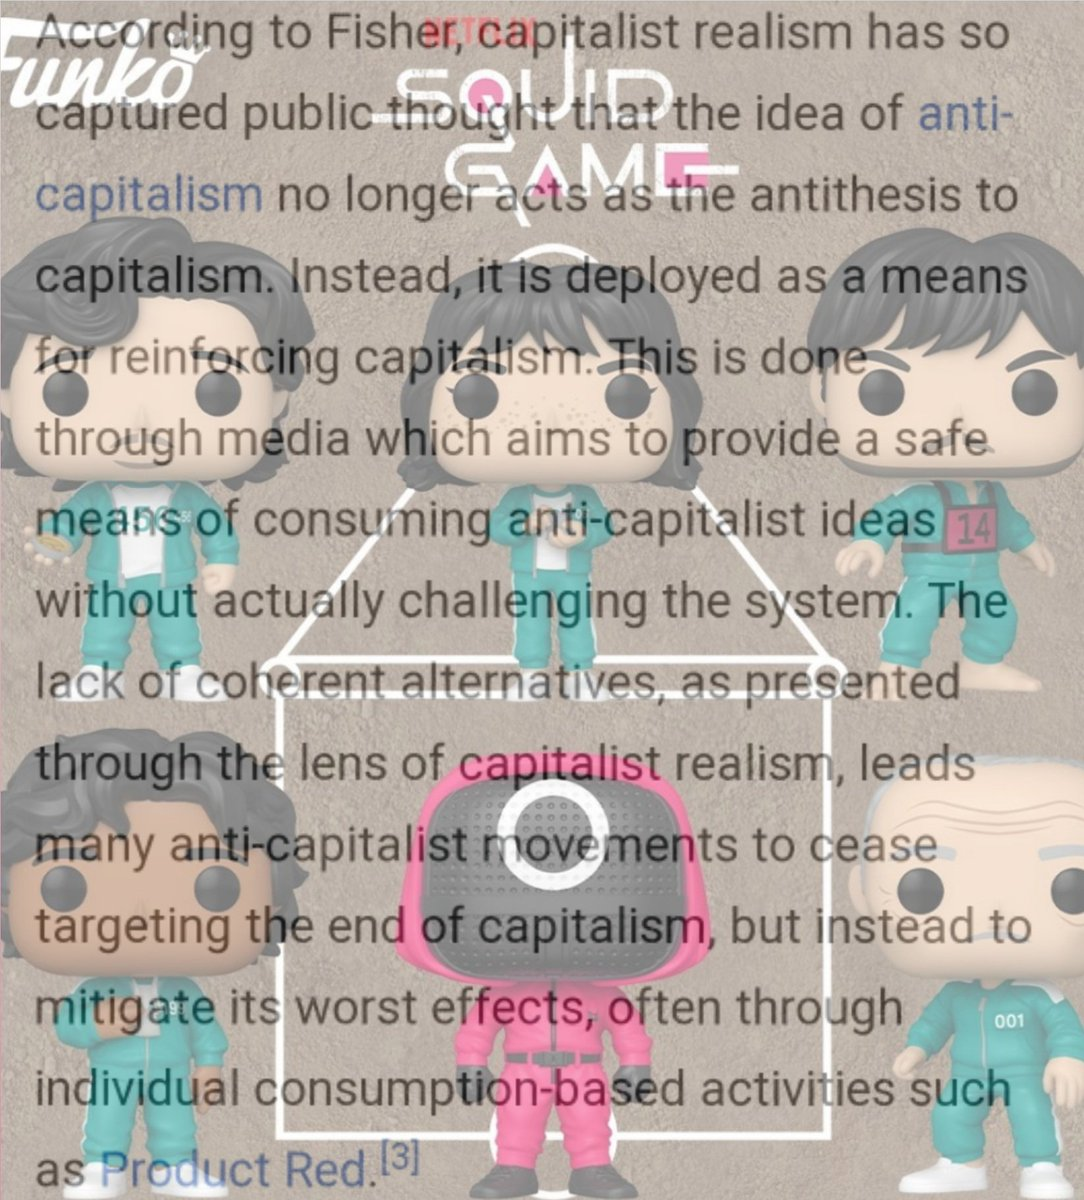 According to Fisher, capitalist realism has so
NETFLIX
Funko
SQUID
captured public thought that the idea of anti-
GAME
capitalism no longer acts as the antithesis to
capitalism. Instead, it is deployed as a means
for reinforcing capitalism. This is done
through media which aims to provide a safe
means of consuming anti-capitalist ideas
456
14
without actually challenging the system. The
lack of coherent alternatives, as presented
through the lens of capitalist realism, leads
many anti-capitalist movements to cease
targeting the end of capitalism, but instead to
mitigate its worst effects, often through
001
individual consumption-based activities such
as Product Red.[3]